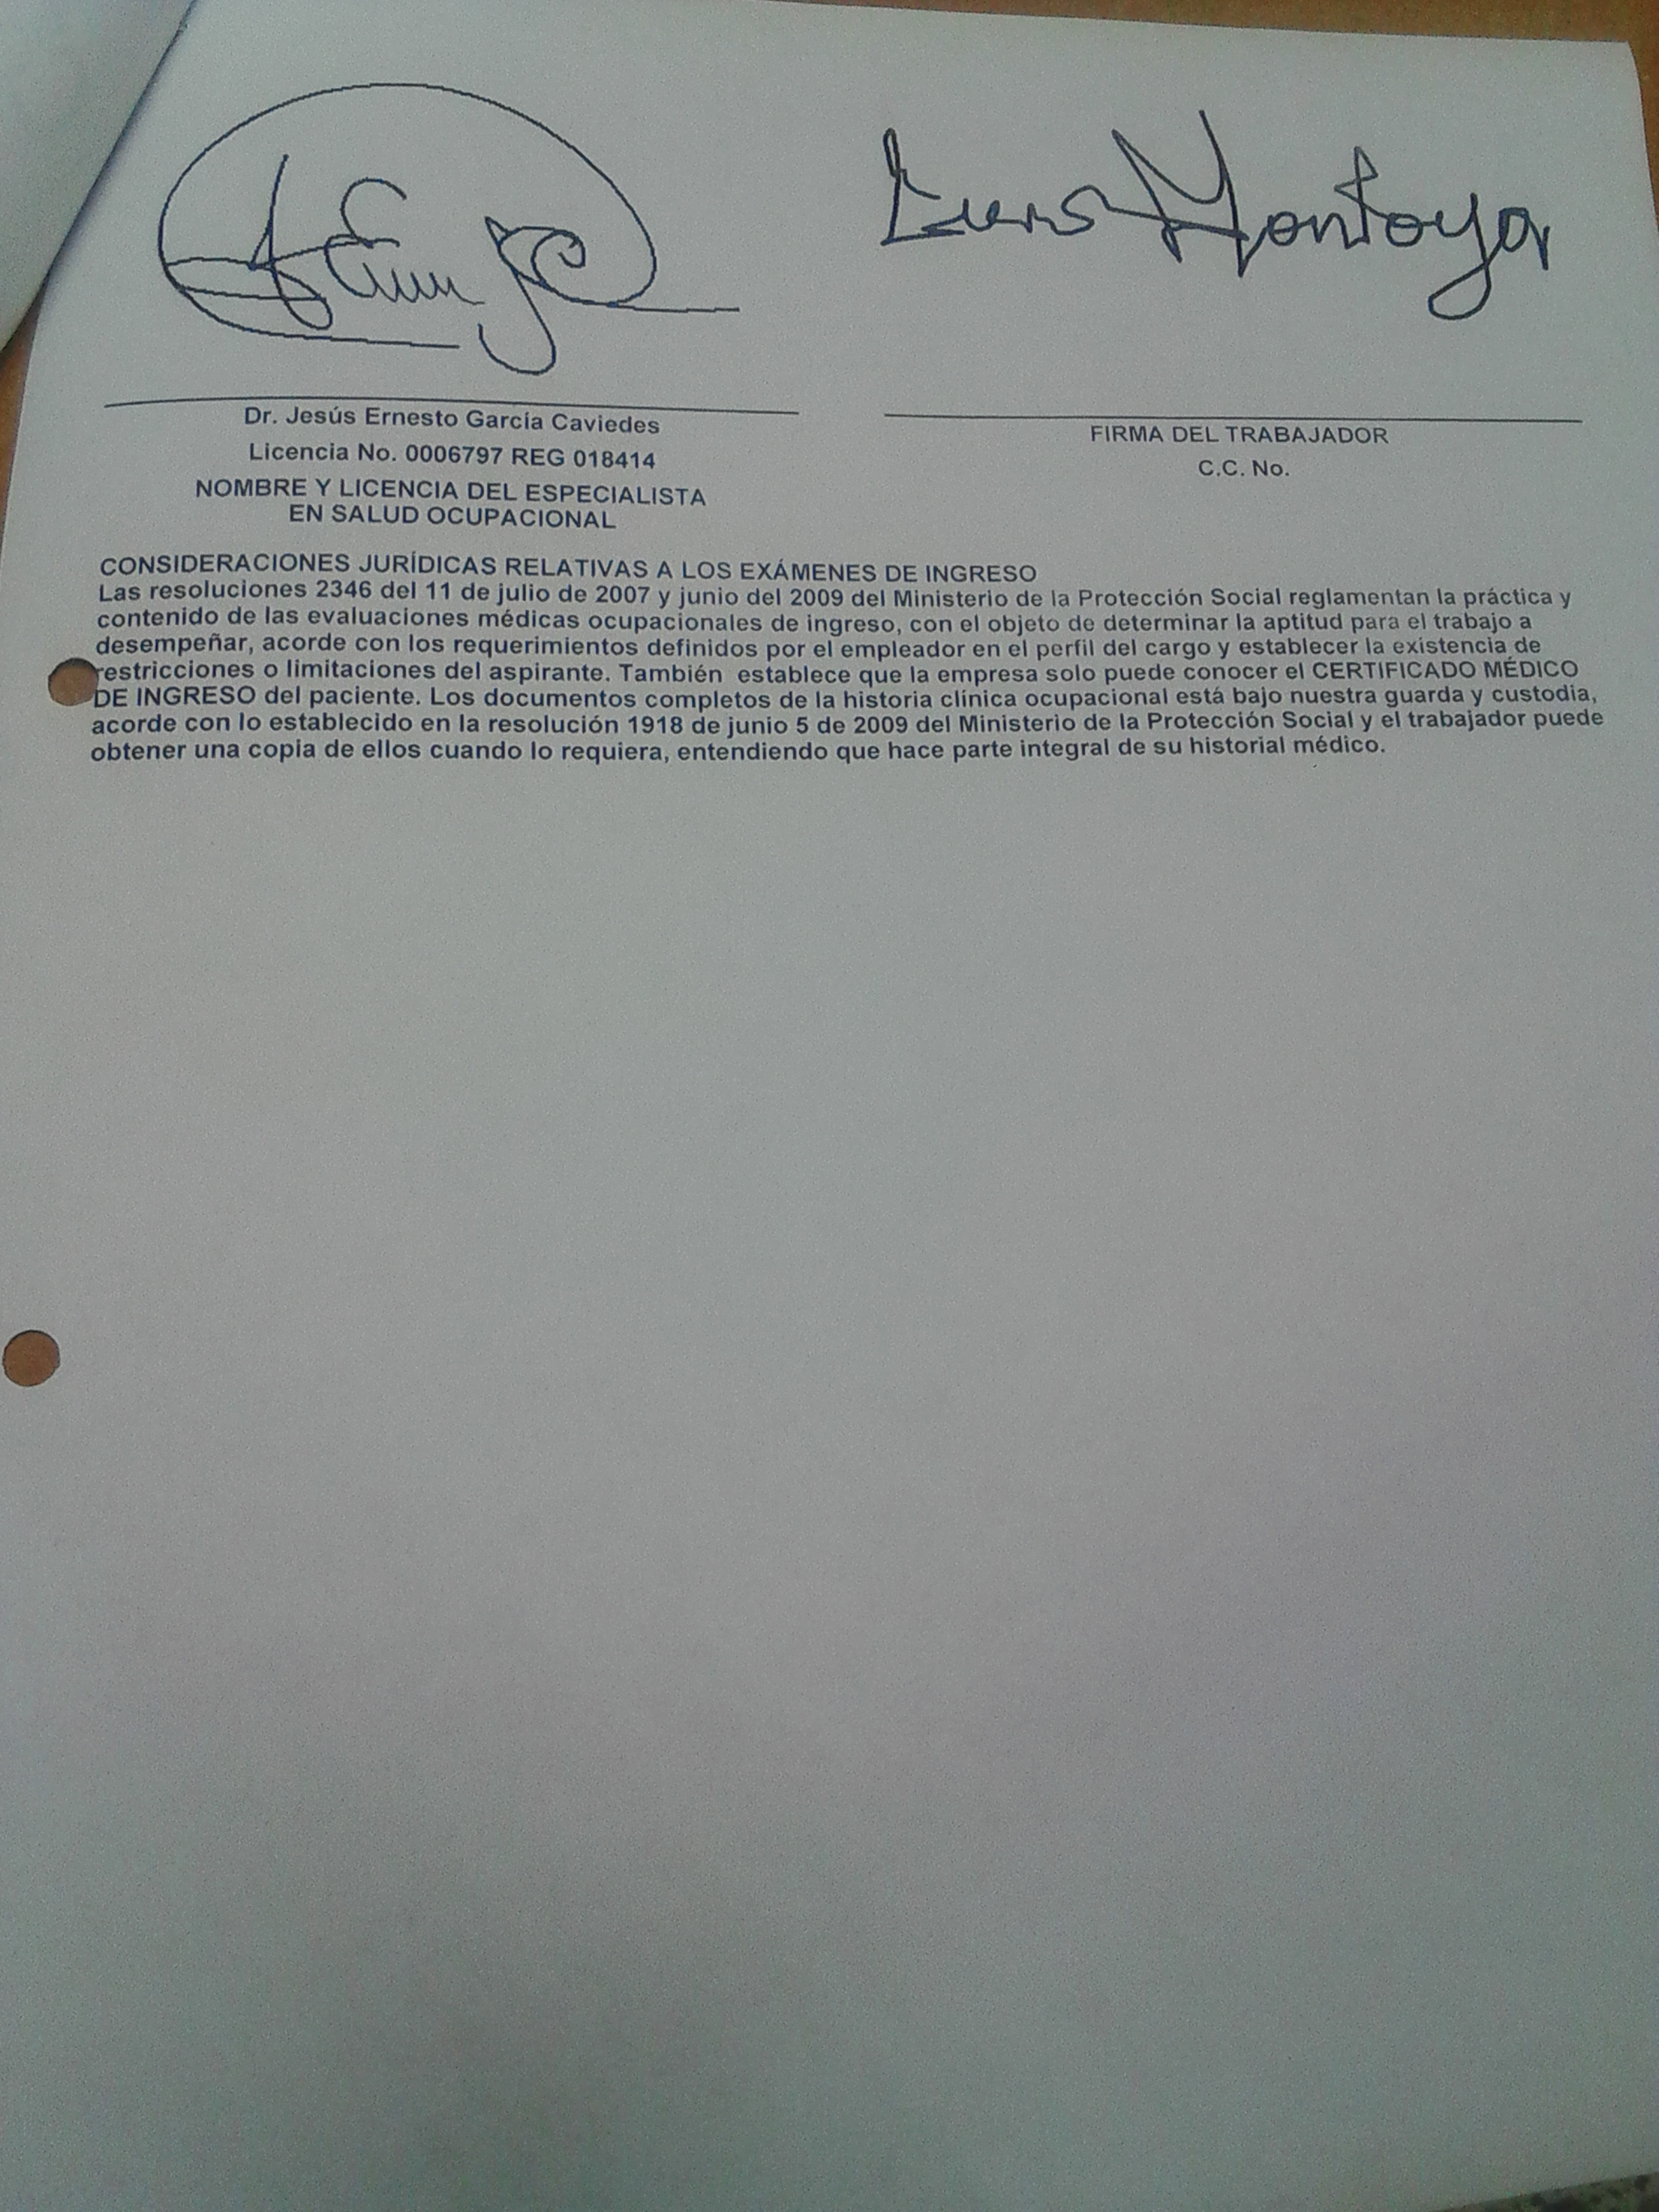 Luis Montoya
Dr. Jesús Ernesto García Caviedes
Licencia No. 0006797 REG 018414
NOMBRE Y LICENCIA DEL ESPECIALISTA
EN SALUD OCUPACIONAL
FIRMA DEL TRABAJADOR
C.C. No.
CONSIDERACIONES JURÍDICAS RELATIVAS A LOS EXÁMENES DE INGRESO
Las resoluciones 2346 del 11 de julio de 2007 y junio del 2009 del Ministerio de la Protección Social reglamentan la práctica y
contenido de las evaluaciones médicas ocupacionales de ingreso, con el objeto de determinar la aptitud para el trabajo a
desempeñar, acorde con los requerimientos definidos por el empleador en el perfil del cargo y establecer la existencia de
restricciones o limitaciones del aspirante. También establece que la empresa solo puede conocer el CERTIFICADO MÉDICO
DE INGRESO del paciente. Los documentos completos de la historia clínica ocupacional está bajo nuestra guarda y custodia,
acorde con lo establecido en la resolución 1918 de junio 5 de 2009 del Ministerio de la Protección Social y el trabajador puede
obtener una copia de ellos cuando lo requiera, entendiendo que hace parte integral de su historial médico.